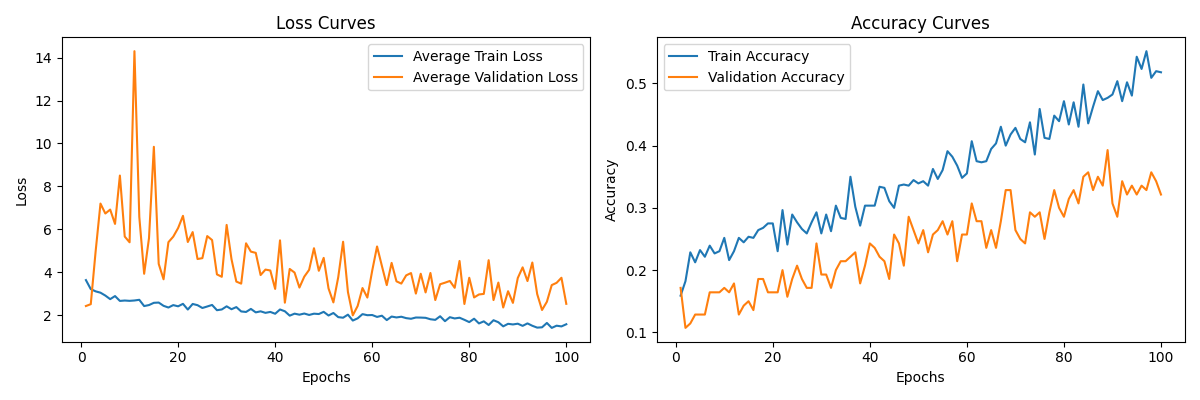 Loss Curves
Average Train Loss
Average Validation Loss
14
12
10
8
6
4
2
Loss
0
20
40
60
80
100
Epochs
Accuracy Curves
Train Accuracy
Validation Accuracy
0.5
0.4
0.3
0.2
0.1
Accuracy
0
20
40
60
80
100
Epochs